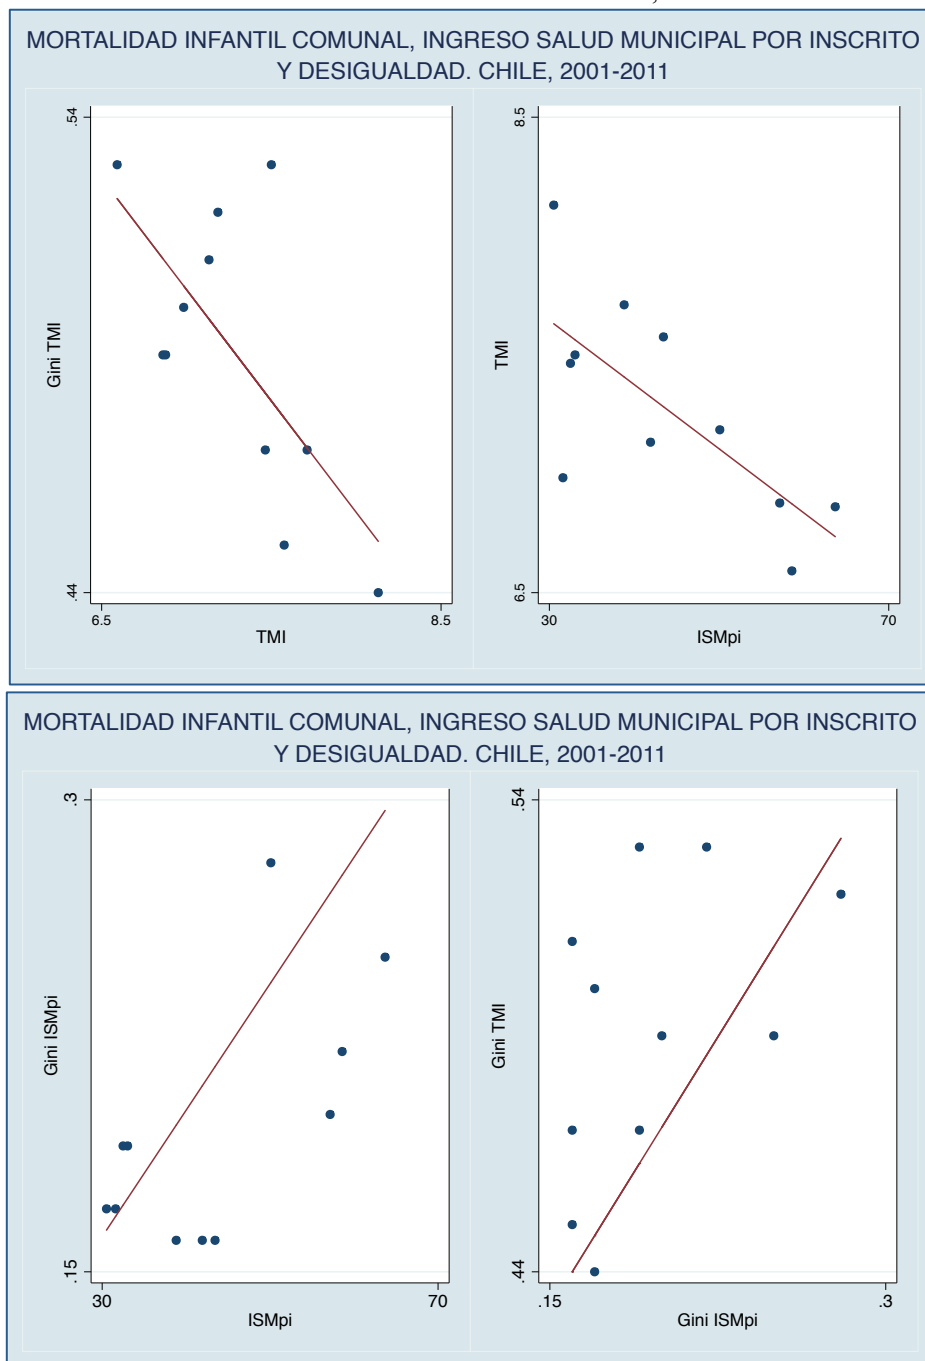 MORTALIDAD INFANTIL COMUNAL, INGRESO SALUD MUNICIPAL POR INSCRITO
Y DESIGUALDAD. CHILE, 2001-2011
.54
Gini TMI
.44
6.5
8.5
TMI
8.5
TMI
6.5
30
70
ISMpi
MORTALIDAD INFANTIL COMUNAL, INGRESO SALUD MUNICIPAL POR INSCRITO
Y DESIGUALDAD. CHILE, 2001-2011
.3
Gini ISMpi
.15
30
70
ISMpi
.54
Gini TMI
.44
.15
.3
Gini ISMpi